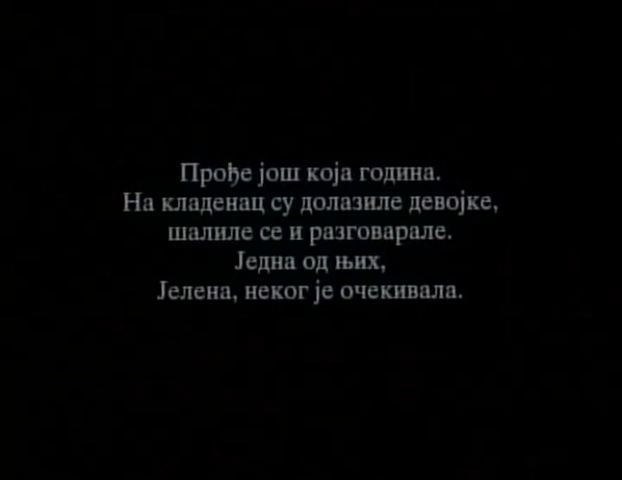 Прође још која година.
На кладенац су долазиле девојке,
шалиле се и разговарале.
Једна од њих,
Јелена, неког је очекивала.